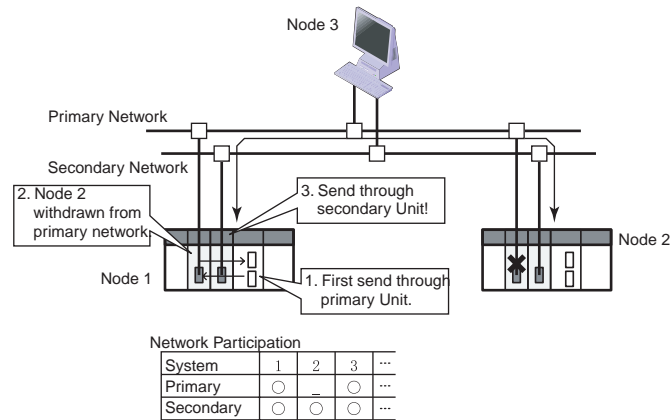 Node 3
Primary Network
Secondary Network
2. Node 2
withdrawn from
primary network
3. Send through
secondary Unit!
Node 2
Node 1
1. First send through
primary Unit.
Network Participation
System 1 2 3 ...
Primary ○ _ ○ ...
Secondary ○ ○ ○ ...